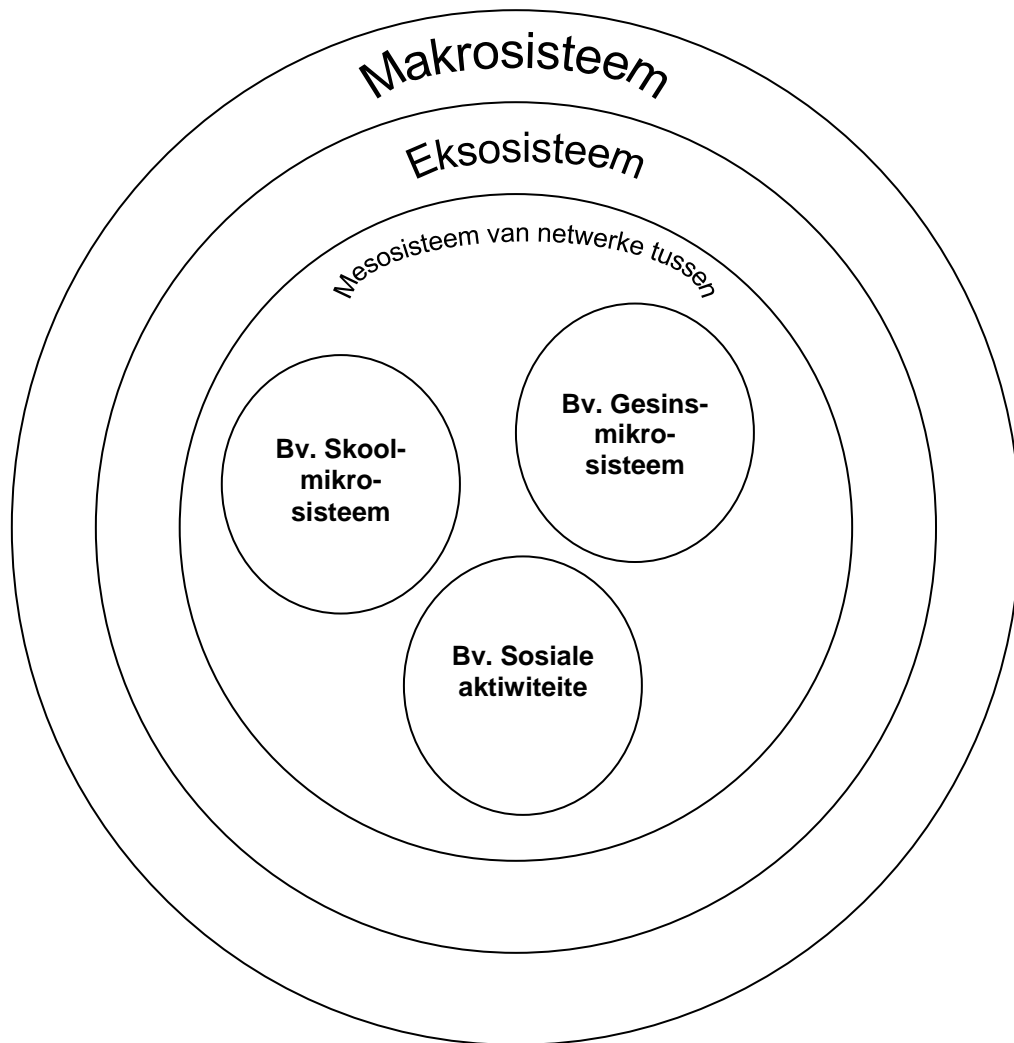 Makrosisteem
Eksosisteem
Mesosisteem van netwerke tussen
Bv. Gesins-
mikro-
sisteem
Bv. Skool-
mikro-
sisteem
Bv. Sosiale
aktiwiteite